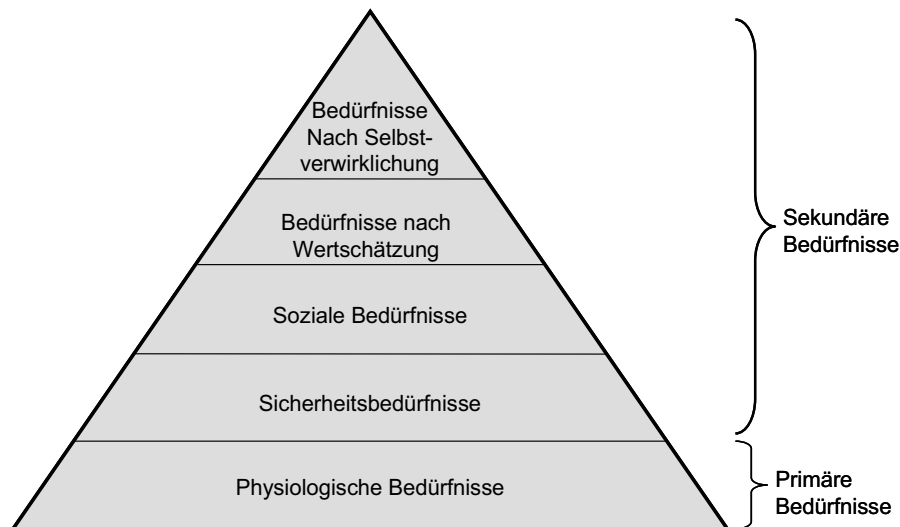 Bedürfnisse
Nach Selbst-
verwirklichung
Bedürfnisse nach
Wertschätzung
Soziale Bedürfnisse
Sicherheitsbedürfnisse
Physiologische Bedürfnisse
Sekundäre
Bedürfnisse
Primäre
Bedürfnisse